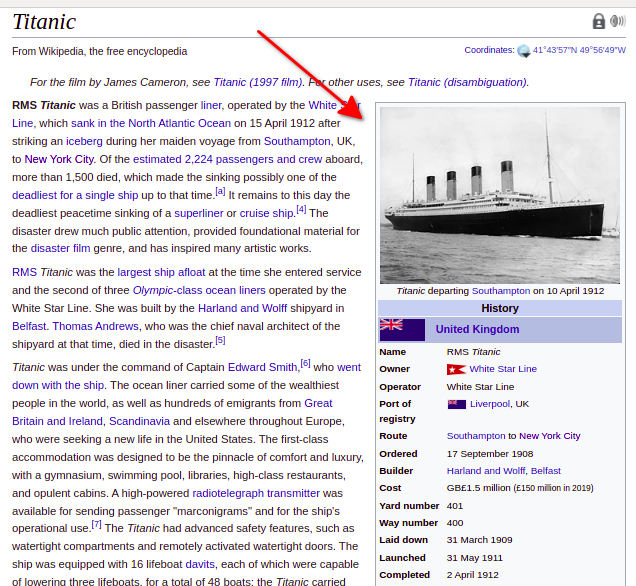 Titanic
From Wikipedia, the free encyclopedia
Coordinates: 41°43′57″N 49°56′49″W
For the film by James Cameron, see Titanic (1997 film). For other uses, see Titanic (disambiguation).
RMS Titanic was a British passenger liner, operated by the White Star
Line, which sank in the North Atlantic Ocean on 15 April 1912 after
striking an iceberg during her maiden voyage from Southampton, UK,
to New York City. Of the estimated 2,224 passengers and crew aboard,
more than 1,500 died, which made the sinking possibly one of the
deadliest for a single ship up to that time.[a] It remains to this day the
deadliest peacetime sinking of a superliner or cruise ship.[4] The
disaster drew much public attention, provided foundational material for
the disaster film genre, and has inspired many artistic works.
RMS Titanic was the largest ship afloat at the time she entered service
and the second of three Olympic-class ocean liners operated by the
White Star Line. She was built by the Harland and Wolff shipyard in
Belfast. Thomas Andrews, who was the chief naval architect of the
shipyard at that time, died in the disaster.[5]
Titanic was under the command of Captain Edward Smith,[6] who went
down with the ship. The ocean liner carried some of the wealthiest
people in the world, as well as hundreds of emigrants from Great
Britain and Ireland, Scandinavia and elsewhere throughout Europe,
who were seeking a new life in the United States. The first-class
accommodation was designed to be the pinnacle of comfort and luxury,
with a gymnasium, swimming pool, libraries, high-class restaurants,
and opulent cabins. A high-powered radiotelegraph transmitter was
available for sending passenger "marconigrams" and for the ship's
operational use.[7] The Titanic had advanced safety features, such as
watertight compartments and remotely activated watertight doors. The
ship was equipped with 16 lifeboat davits, each of which were capable
of lowering three lifeboats, for a total of 48 boats; the Titanic carried
Titanic departing Southampton on 10 April 1912
History
United Kingdom
Name RMS Titanic
Owner White Star Line
Operator White Star Line
Port of registry Liverpool, UK
Route Southampton to New York City
Ordered 17 September 1908
Builder Harland and Wolff, Belfast
Cost GB£1.5 million (£150 million in 2019)
Yard number 401
Way number 400
Laid down 31 March 1909
Launched 31 May 1911
Completed 2 April 1912